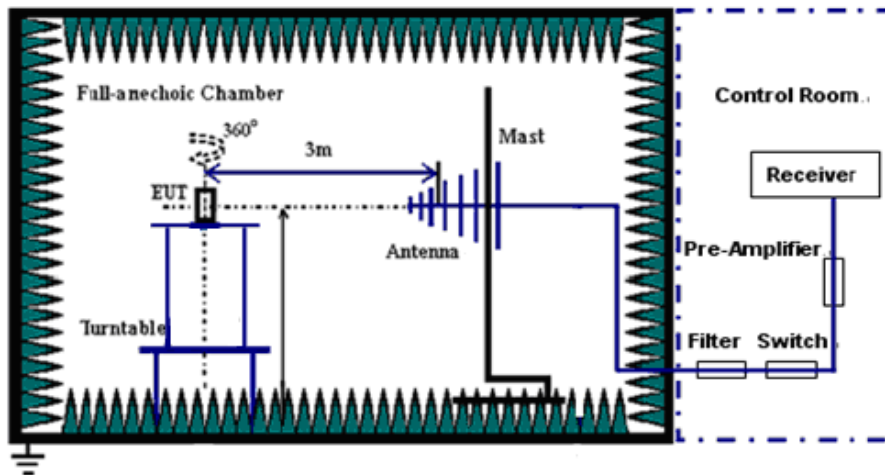 Full-anechoic Chamber
Control Room
360°
3m
Mast
Receiver
EUT
Antenna
Pre-Amplifier
Turntable
Filter
Switch